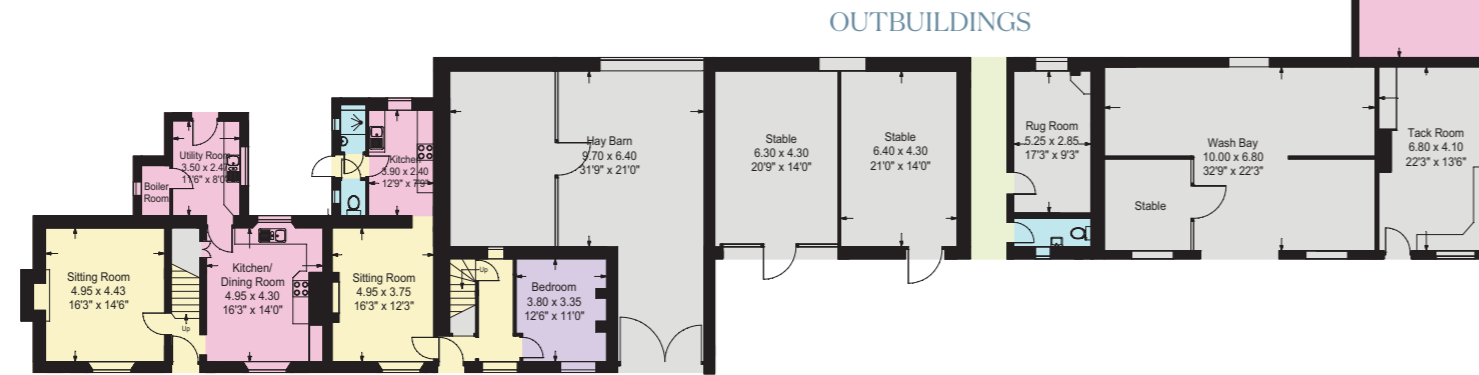 OUTBUILDINGS
Utility Room
3.50 x 2.40
11'6" x 8'0"
Boiler
Room
Sitting Room
4.95 x 4.43
16'3" x 14'6"
Up
Kitchen/
Dining Room
4.95 x 4.30
16'3" x 14'0"
Kitchen
3.90 x 2.40
12'9" x 7'9"
Sitting Room
4.95 x 3.75
16'3" x 12'3"
Up
Bedroom
3.80 x 3.35
12'6" x 11'0"
Hay Barn
9.70 x 6.40
31'9" x 21'0"
Stable
6.30 x 4.30
20'9" x 14'0"
Stable
6.40 x 4.30
21'0" x 14'0"
Rug Room
5.25 x 2.85
17'3" x 9'3"
Wash Bay
10.00 x 6.80
32'9" x 22'3"
Stable
Tack Room
6.80 x 4.10
22'3" x 13'6"